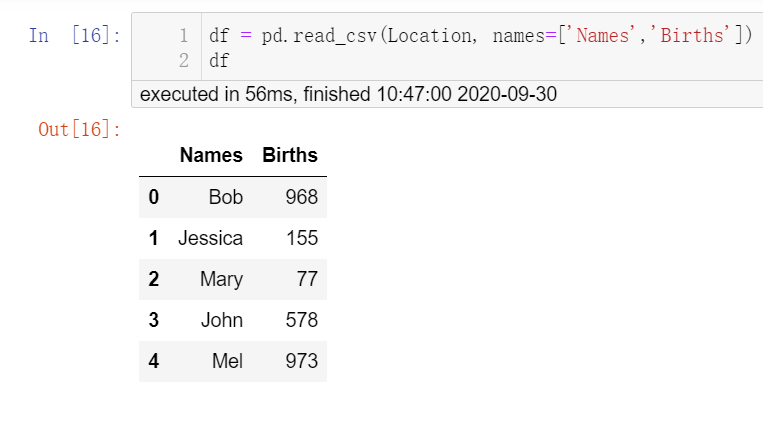 In [16]: 1 df = pd.read_csv(Location, names=['Names','Births'])
2 df
executed in 56ms, finished 10:47:00 2020-09-30
Out[16]:
Names Births
0 Bob 968
1 Jessica 155
2 Mary 77
3 John 578
4 Mel 973